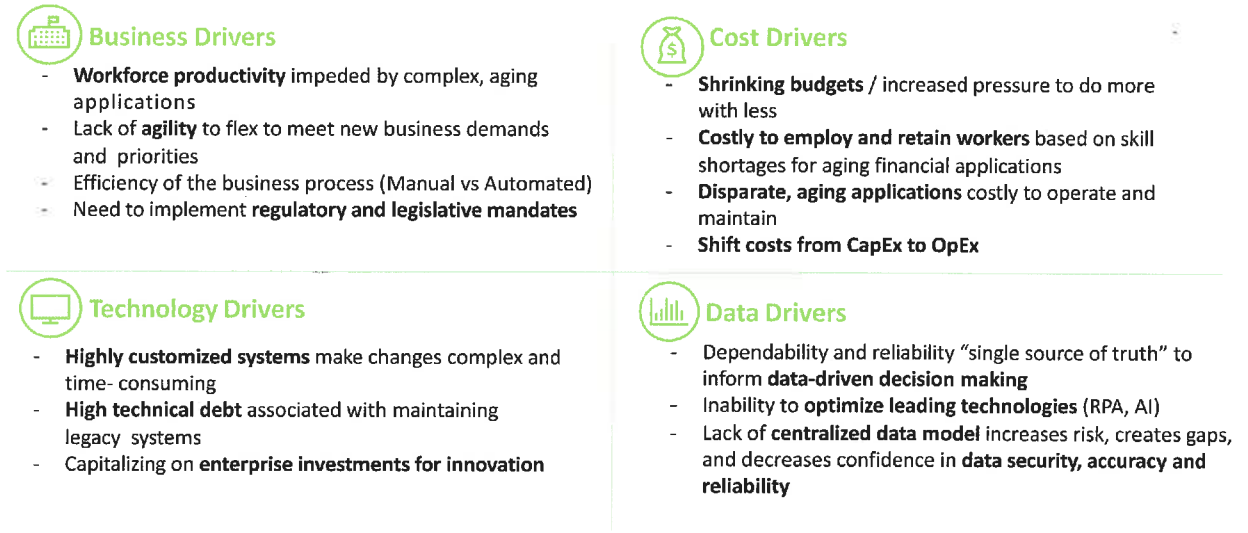 Business Drivers
- Workforce productivity impeded by complex, aging
applications
- Lack of agility to flex to meet new business demands
and priorities
- Efficiency of the business process (Manual vs Automated)
- Need to implement regulatory and legislative mandates
Cost Drivers
- Shrinking budgets / increased pressure to do more
with less
- Costly to employ and retain workers based on skill
shortages for aging financial applications
- Disparate, aging applications costly to operate and
maintain
- Shift costs from CapEx to OpEx
Technology Drivers
- Highly customized systems make changes complex and
time- consuming
- High technical debt associated with maintaining
legacy systems
- Capitalizing on enterprise investments for innovation
Data Drivers
- Dependability and reliability “single source of truth” to
inform data-driven decision making
- Inability to optimize leading technologies (RPA, AI)
- Lack of centralized data model increases risk, creates gaps,
and decreases confidence in data security, accuracy and
reliability